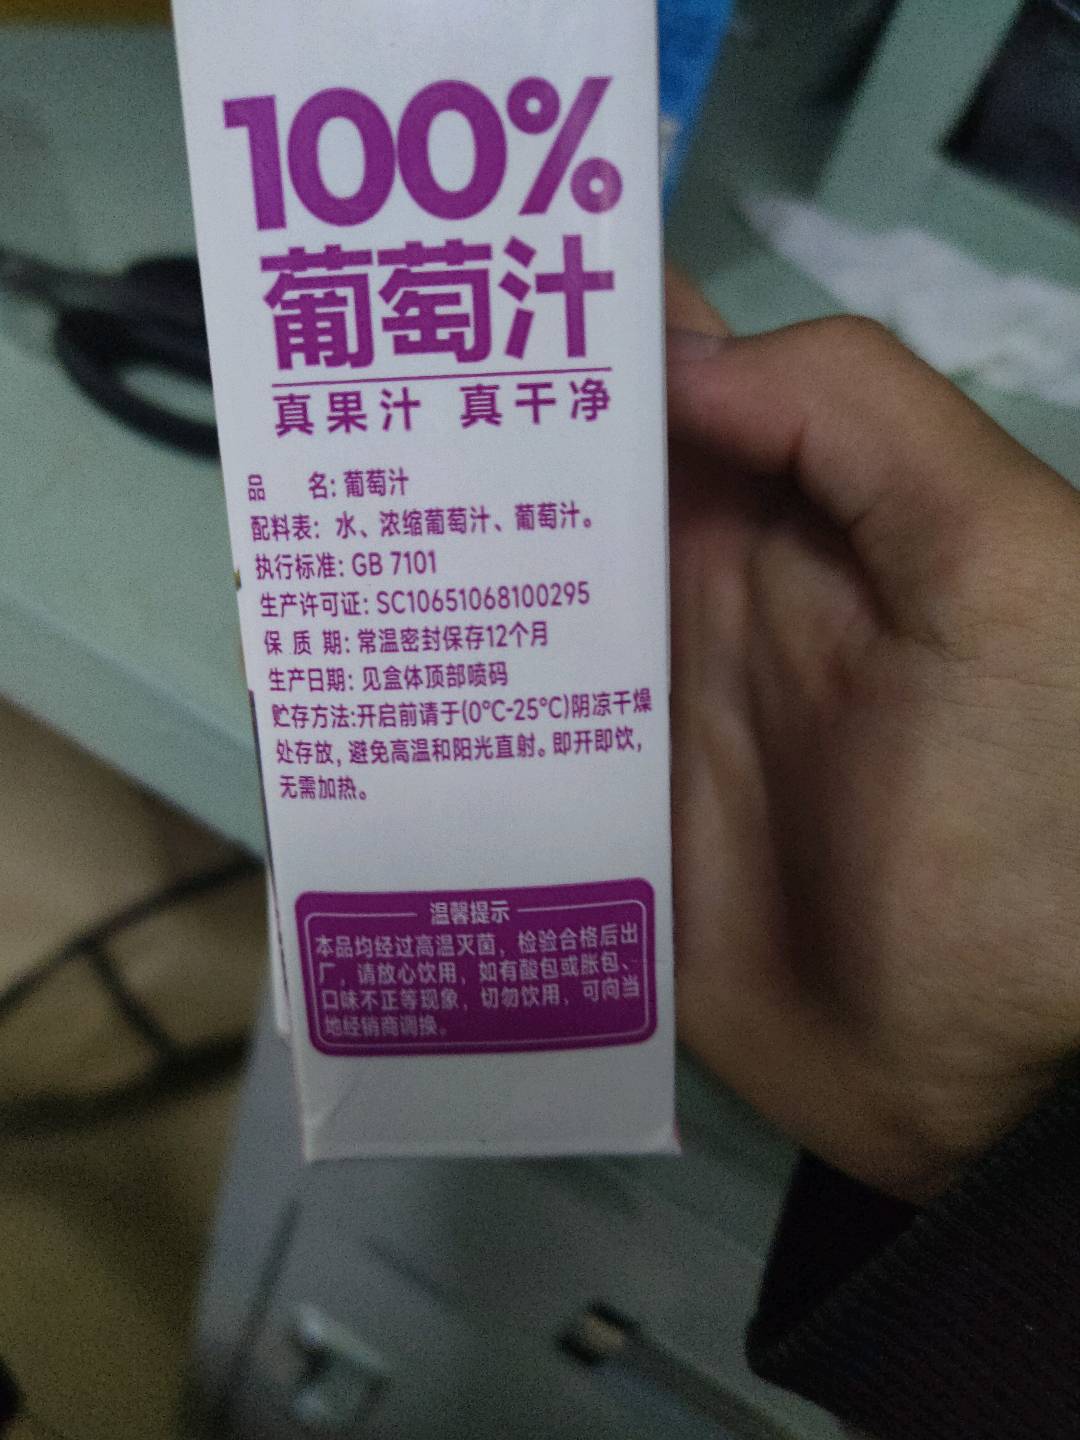 100%
葡萄汁
真果汁 真干净
品 名: 葡萄汁
配料表: 水、浓缩葡萄汁、葡萄汁。
执行标准: GB 7101
生产许可证: SC10651068100295
保 质 期: 常温密封保存12个月
生产日期: 见盒体顶部喷码
贮存方法:开启前请于(0°C-25°C)阴凉干燥
处存放, 避免高温和阳光直射。即开即饮,
无需加热。
温馨提示
本品均经过高温灭菌, 检验合格后出
厂, 请放心饮用, 如有酸包或胀包、
口味不正等现象, 切勿饮用, 可向当
地经销商调换。